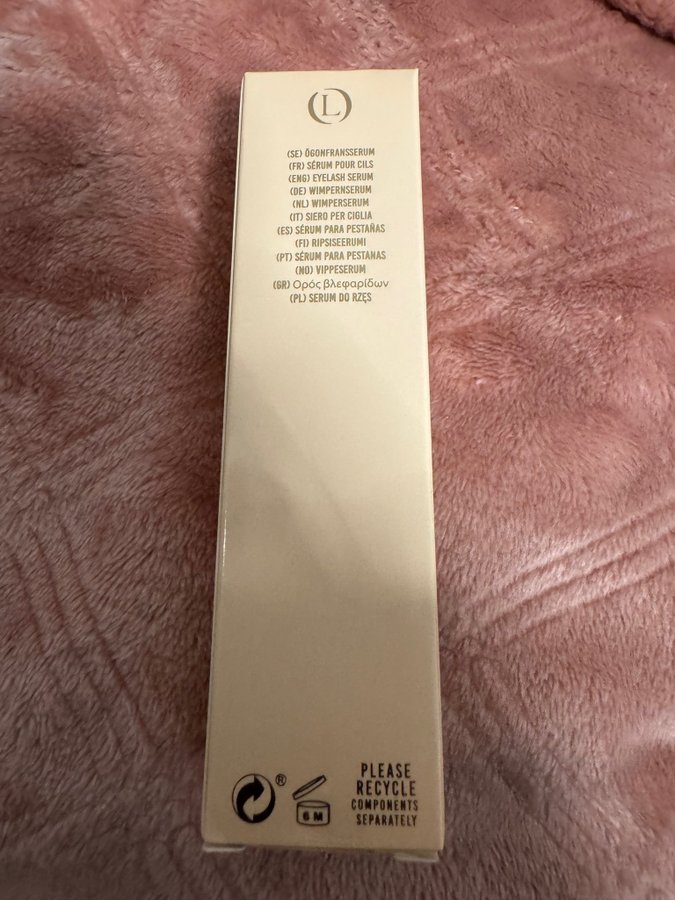 L
(SE) ÖGONFRANSSERUM
(FR) SÉRUM POUR CILS
(ENG) EYELASH SERUM
(DE) WIMPERNSERUM
(NL) WIMPERSERUM
(IT) SIERO PER CIGLIA
(ES) SÉRUM PARA PESTAÑAS
(FI) RIPSISEERUMI
(PT) SÉRUM PARA PESTANAS
(NO) VIPPESERUM
(GR) Ορός βλεφαρίδων
(PL) SERUM DO RZĘS
®
6 M
PLEASE
RECYCLE
COMPONENTS
SEPARATELY